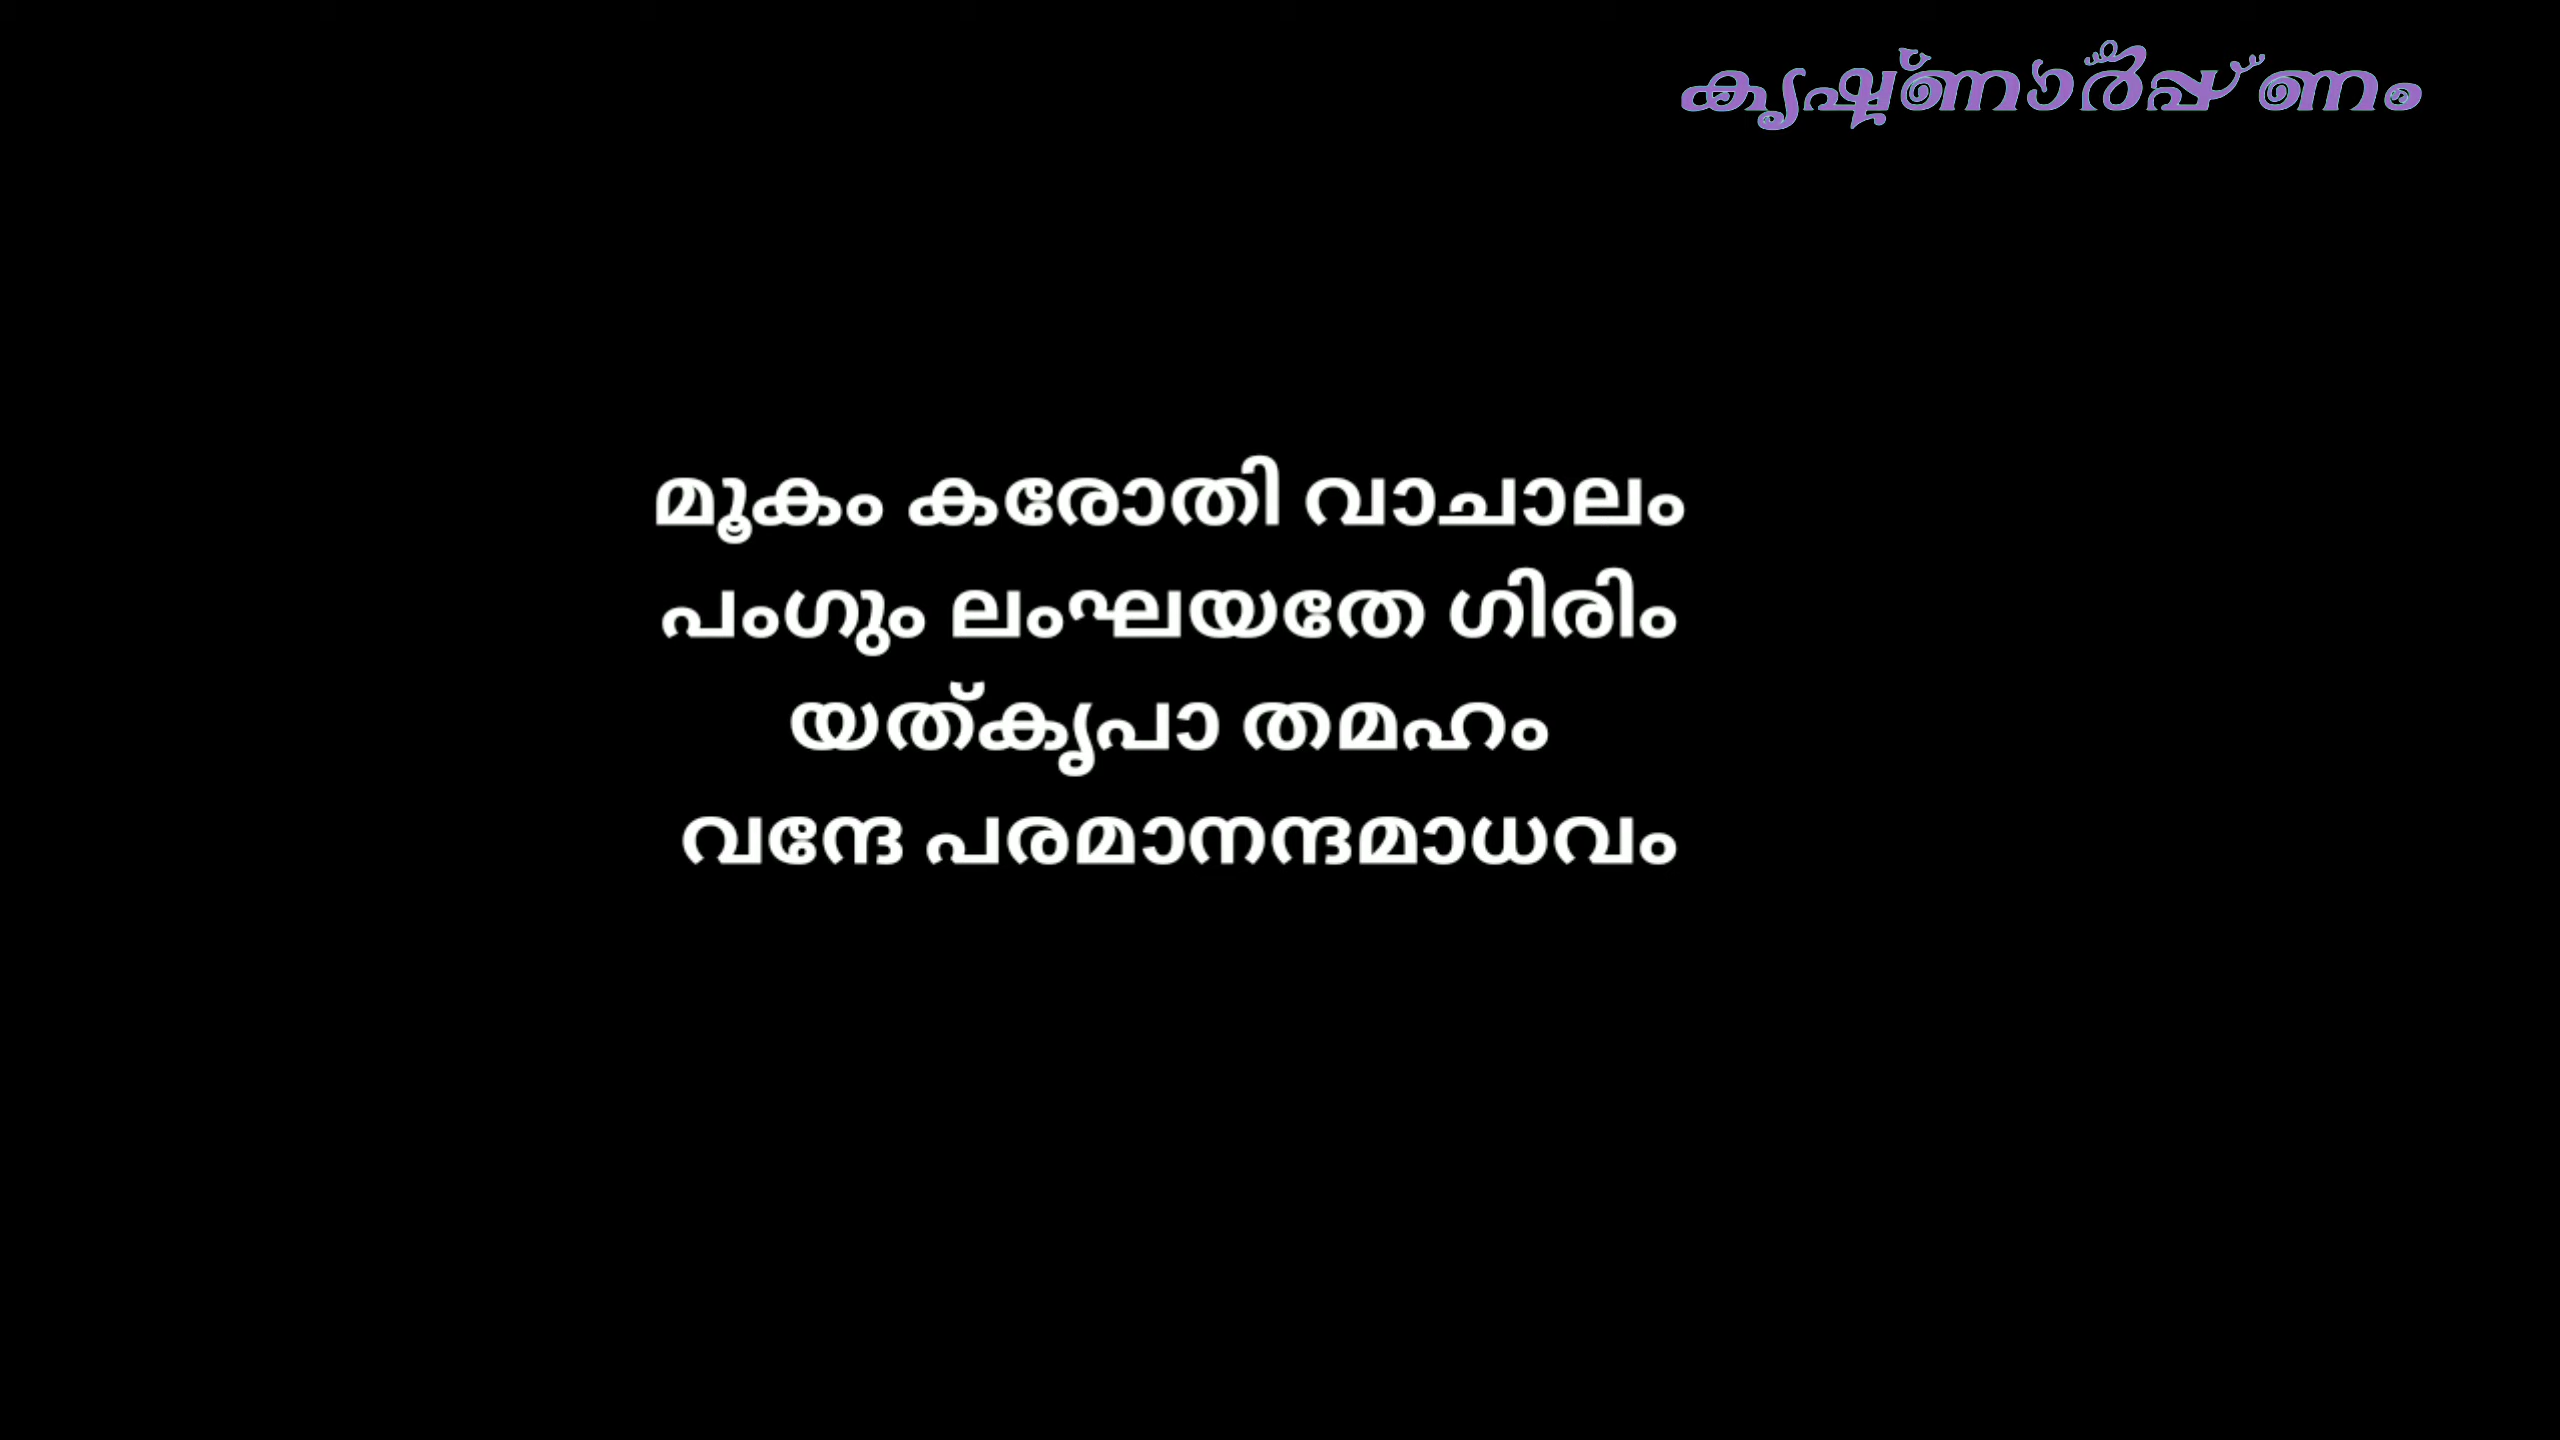 കൃഷ്ണാർപ്പണം
മൂകം കരോതി വാചാലം
പംഗും ലംഘയതേ ഗിരിം
യത്കൃപാ തമഹം
വന്ദേ പരമാനന്ദമാധവം